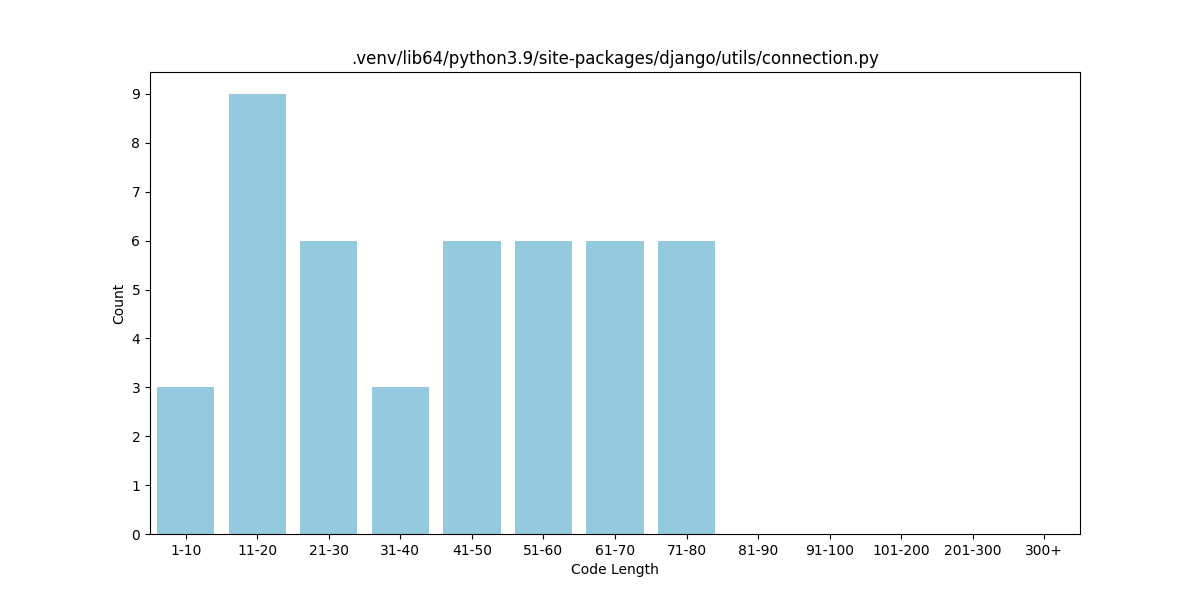 .venv/lib64/python3.9/site-packages/django/utils/connection.py
9
8
7
6
5
4
3
2
1
0
Count
1-10 11-20 21-30 31-40 41-50 51-60 61-70 71-80 81-90 91-100 101-200 201-300 300+
Code Length